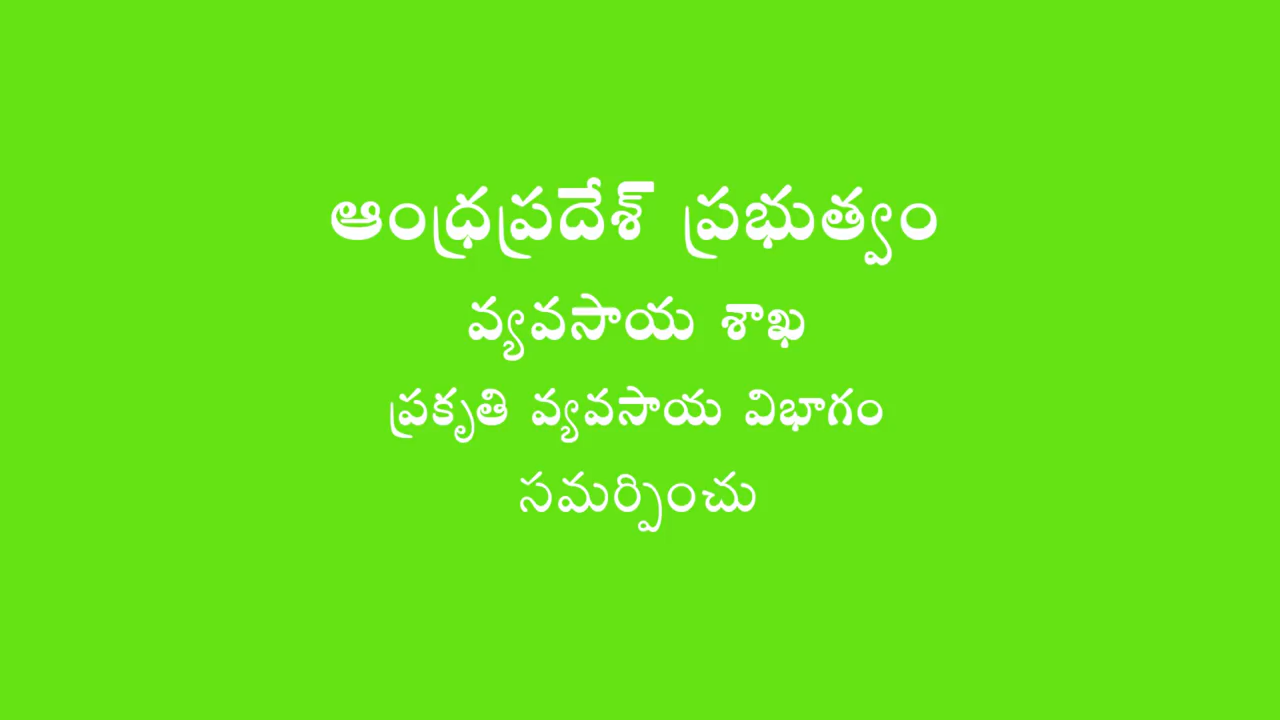 ఆంధ్రప్రదేశ్ ప్రభుత్వం
వ్యవసాయ శాఖ
ప్రకృతి వ్యవసాయ విభాగం
సమర్పించు